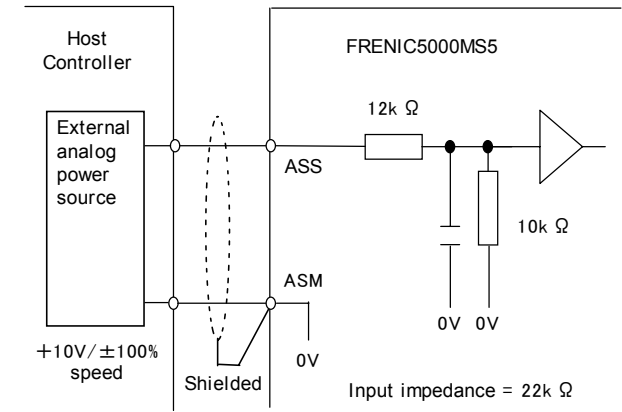 Host
Controller
FRENIC5000MS5
12k Ω
External
analog
power
source
ASS
10k Ω
ASM
0V 0V
0V
+10V/±100%
speed
Shielded
Input impedance = 22k Ω